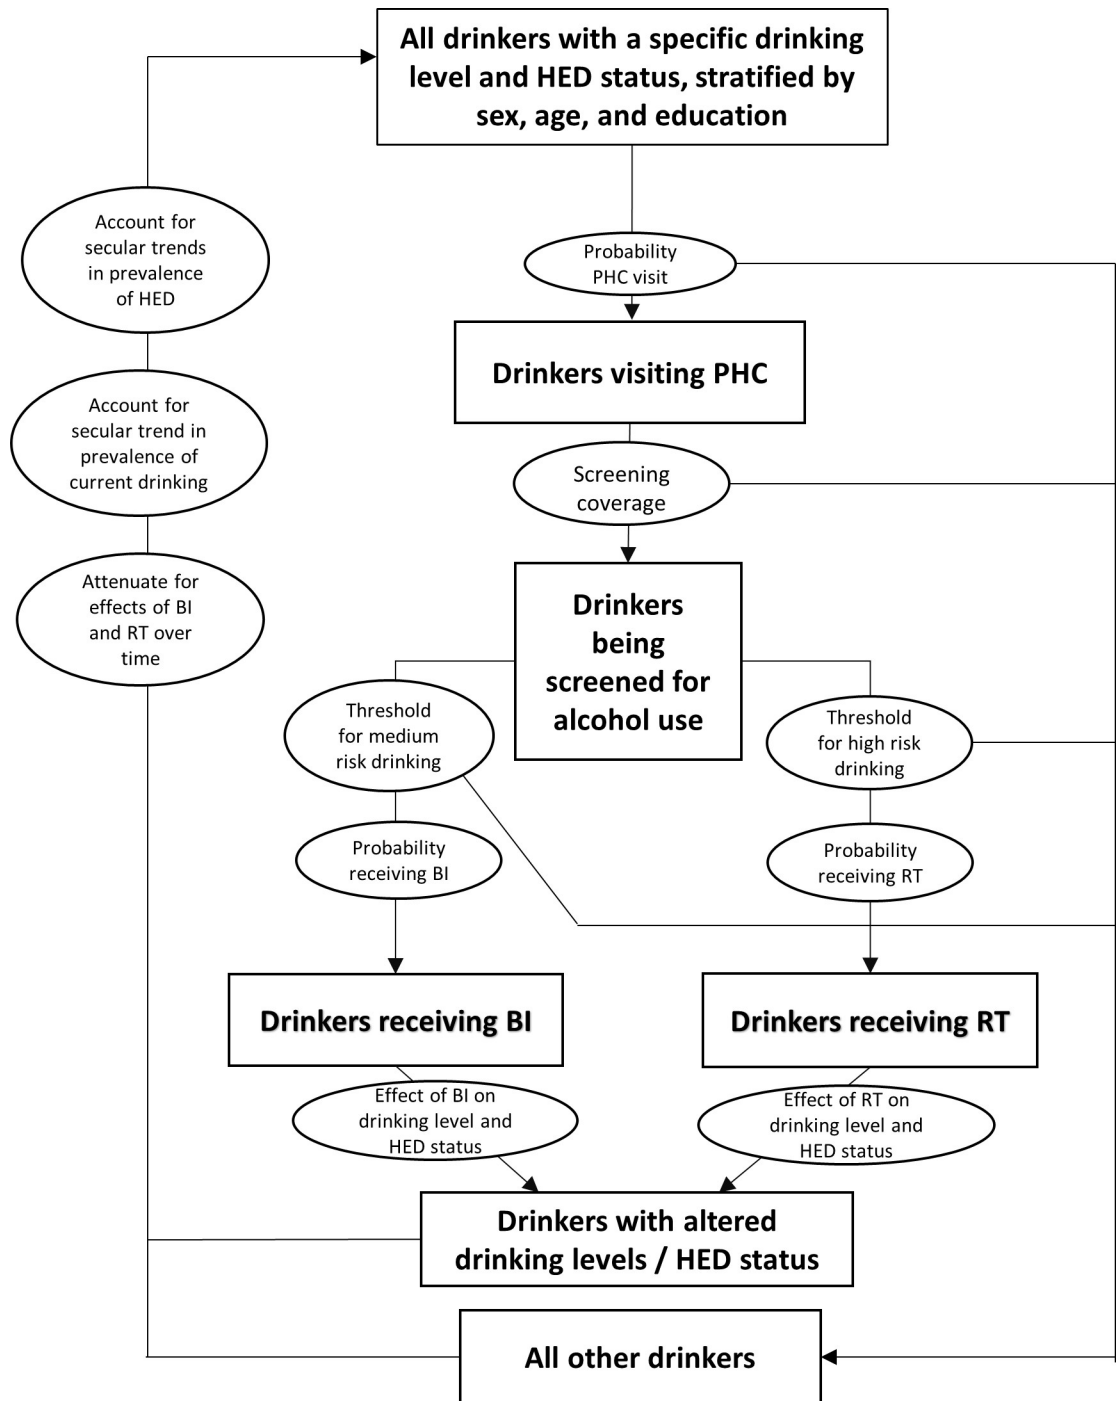 All drinkers with a specific drinking
level and HED status, stratified by
sex, age, and education
Account for
secular trends
in prevalence
of HED
Probability
PHC visit
Drinkers visiting PHC
Account for
secular trend in
prevalence of
current drinking
Screening
coverage
Attenuate for
effects of BI
and RT over
time
Drinkers
being
screened for
alcohol use
Threshold
for medium
risk drinking
Threshold
for high risk
drinking
Probability
receiving BI
Probability
receiving RT
Drinkers receiving BI
Drinkers receiving RT
Effect of BI on
drinking level and
HED status
Effect of RT on
drinking level and
HED status
Drinkers with altered
drinking levels / HED status
All other drinkers